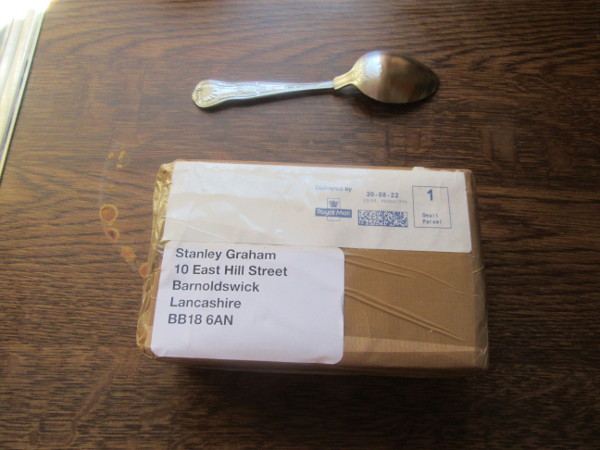 Delivered by
Royal Mail
30-08-22
1
Small
Parcel
Stanley Graham
10 East Hill Street
Barnoldswick
Lancashire
BB18 6AN